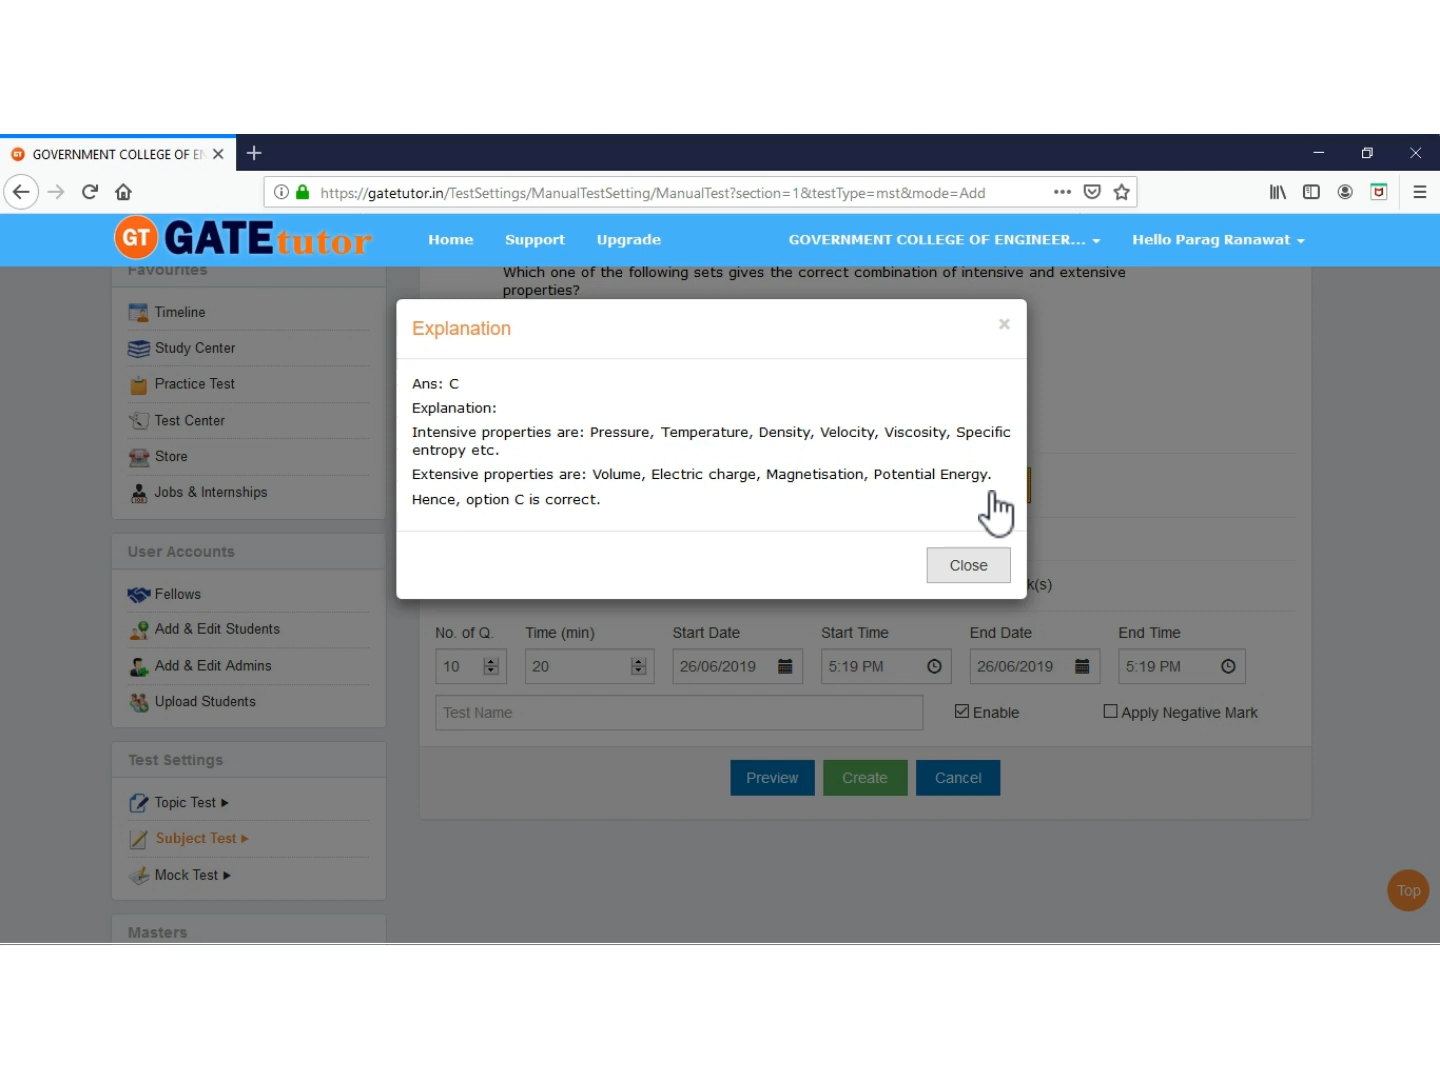 GOVERNMENT COLLEGE OF EN
https://gatetutor.in/TestSettings/ManualTestSetting/ManualTest?section=1&testType=mst&mode=Add
GT GATEtutor
Home Support Upgrade GOVERNMENT COLLEGE OF ENGINEER... Hello Parag Ranawat
Favourites
Timeline
Study Center
Practice Test
Test Center
Store
Jobs & Internships
User Accounts
Fellows
Add & Edit Students
Add & Edit Admins
Upload Students
Test Settings
Topic Test
Subject Test
Mock Test
Masters
Which one of the following sets gives the correct combination of intensive and extensive
properties?
Explanation
×
Ans: C
Explanation:
Intensive properties are: Pressure, Temperature, Density, Velocity, Viscosity, Specific
entropy etc.
Extensive properties are: Volume, Electric charge, Magnetisation, Potential Energy.
Hence, option C is correct.
Close
k(s)
No. of Q. Time (min) Start Date Start Time End Date End Time
10 20 26/06/2019 5:19 PM 26/06/2019 5:19 PM
Test Name Enable Apply Negative Mark
Preview Create Cancel
Top